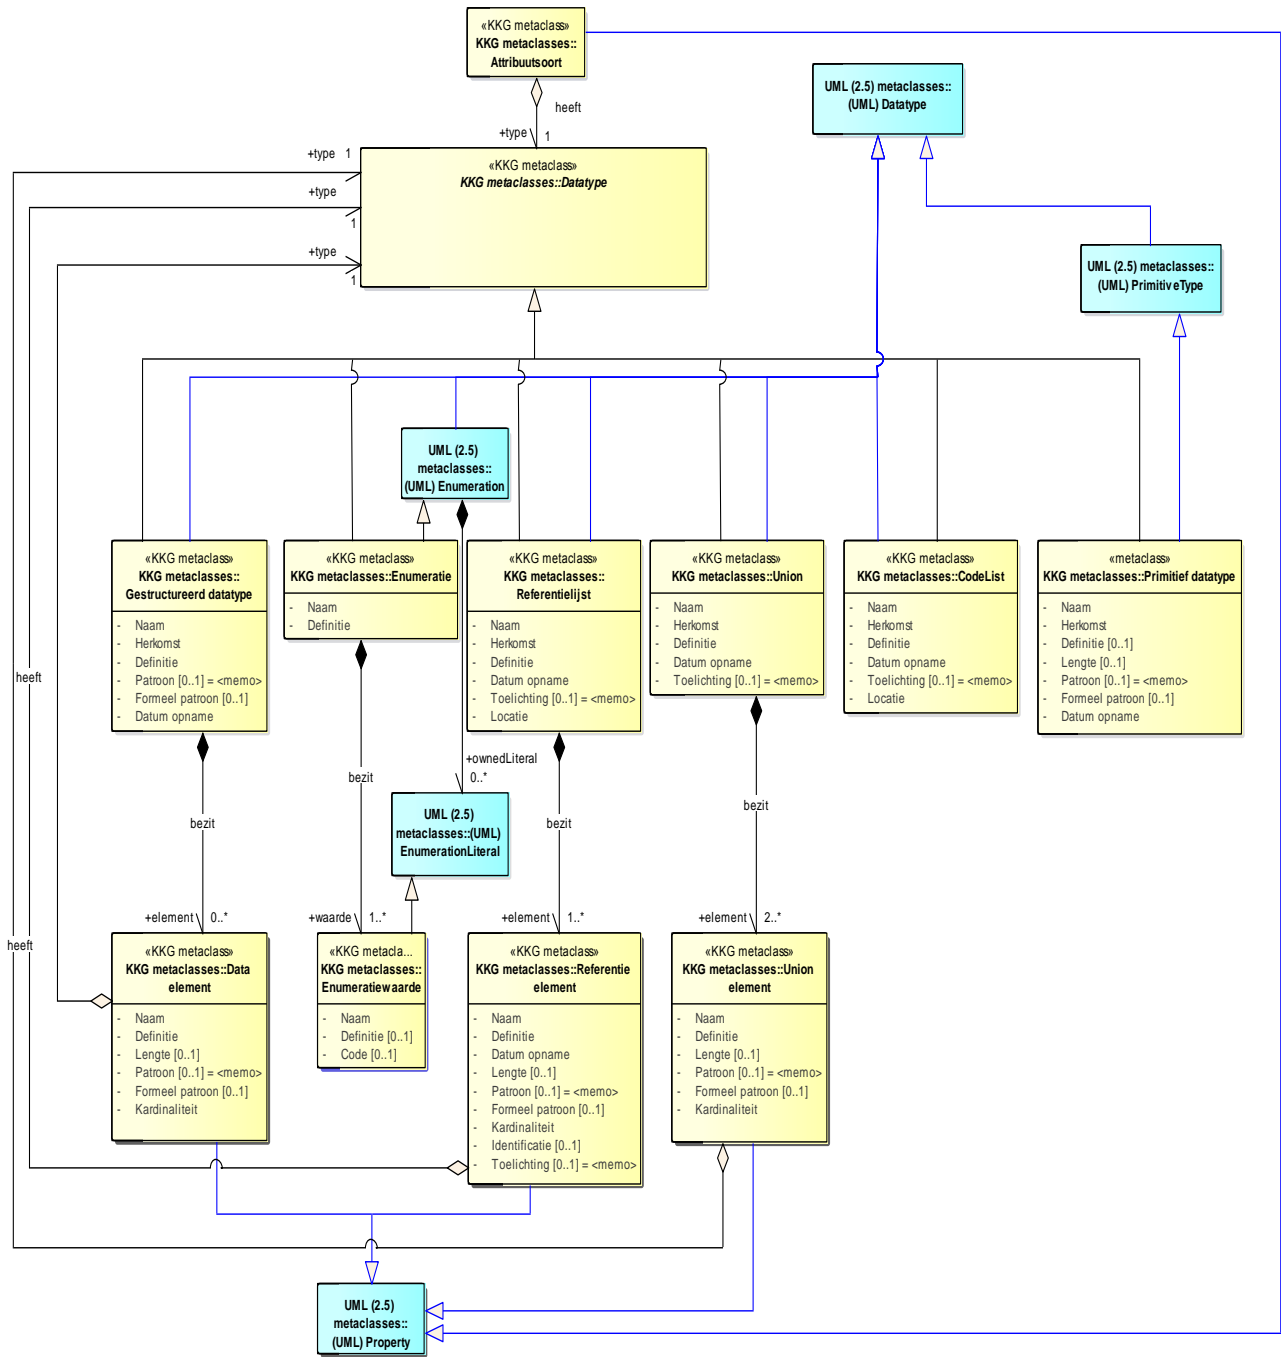 «KKG metaclass»
KKG metaclasses::
Attribuutsoort
heeft
+type 1
UML (2.5) metaclasses::
(UML) Datatype
«KKG metaclass»
KKG metaclasses::Datatype
+type 1
+type
1
+type
1
UML (2.5) metaclasses::
(UML) PrimitiveType
UML (2.5)
metaclasses::
(UML) Enumeration
«KKG metaclass»
KKG metaclasses::
Gestructureerd datatype
- Naam
- Herkomst
- Definitie
- Patroon [0..1] = <memo>
- Formeel patroon [0..1]
- Datum opname
«KKG metaclass»
KKG metaclasses::Enumeratie
- Naam
- Definitie
«KKG metaclass»
KKG metaclasses::
Referentielijst
- Naam
- Herkomst
- Definitie
- Datum opname
- Toelichting [0..1] = <memo>
- Locatie
«KKG metaclass»
KKG metaclasses::Union
- Naam
- Herkomst
- Definitie
- Datum opname
- Toelichting [0..1] = <memo>
«KKG metaclass»
KKG metaclasses::CodeList
- Naam
- Herkomst
- Definitie
- Datum opname
- Toelichting [0..1] = <memo>
- Locatie
«metaclass»
KKG metaclasses::Primitief datatype
- Naam
- Herkomst
- Definitie [0..1]
- Lengte [0..1]
- Patroon [0..1] = <memo>
- Formeel patroon [0..1]
- Datum opname
heeft
heeft
bezit
bezit
bezit
bezit
+ownedLiteral
0..*
UML (2.5)
metaclasses::(UML)
EnumerationLiteral
+element 0..*
+waarde 1..*
+element 1..*
+element 2..*
«KKG metaclass»
KKG metaclasses::Data
element
- Naam
- Definitie
- Lengte [0..1]
- Patroon [0..1] = <memo>
- Formeel patroon [0..1]
- Kardinaliteit
«KKG metacla...
KKG metaclasses::
Enumeratiewaarde
- Naam
- Definitie [0..1]
- Code [0..1]
«KKG metaclass»
KKG metaclasses::Referentie
element
- Naam
- Definitie
- Datum opname
- Lengte [0..1]
- Patroon [0..1] = <memo>
- Formeel patroon [0..1]
- Kardinaliteit
- Identificatie [0..1]
- Toelichting [0..1] = <memo>
«KKG metaclass»
KKG metaclasses::Union
element
- Naam
- Definitie
- Lengte [0..1]
- Patroon [0..1] = <memo>
- Formeel patroon [0..1]
- Kardinaliteit
UML (2.5)
metaclasses::
(UML) Property